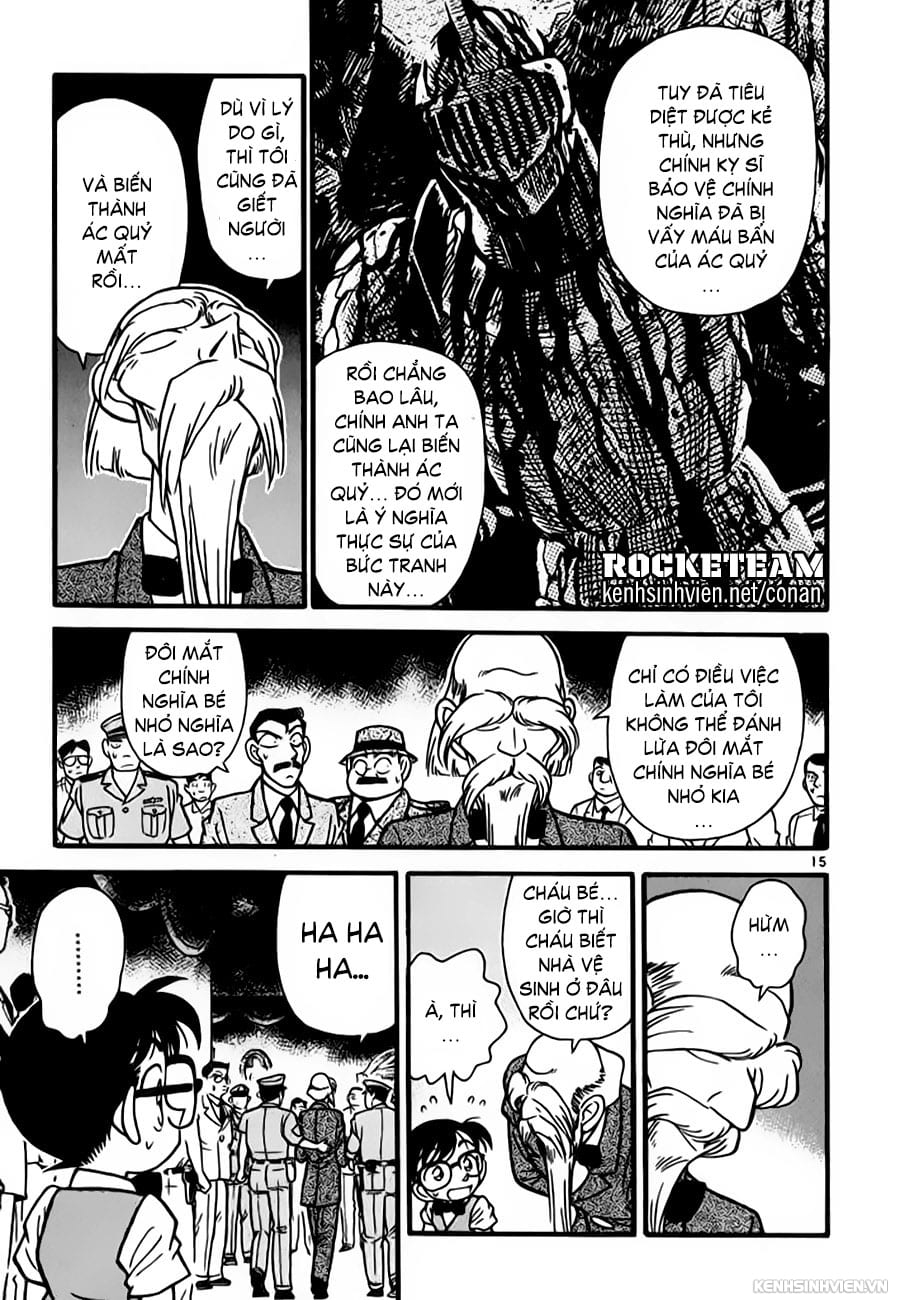 TUY ĐÃ TIÊU
DIỆT ĐƯỢC KẺ
THÙ, NHƯNG
CHÍNH KỴ SĨ
BẢO VỆ CHÍNH
NGHĨA ĐÃ BỊ
VẤY MÁU BẨN
CỦA ÁC QUỶ
...
RỒI CHẲNG
BAO LÂU,
CHÍNH ANH TA
CŨNG LẠI BIẾN
THÀNH ÁC
QUỶ... ĐÓ MỚI
LÀ Ý NGHĨA
THỰC SỰ CỦA
BỨC TRANH
NÀY...
ROCKETEAM
kenhsinhvien.net/conan
DÙ VÌ LÝ
DO GÌ,
THÌ TÔI
CŨNG ĐÃ
GIẾT
NGƯỜI
...
VÀ BIẾN
THÀNH
ÁC QUỶ
MẤT
RỒI...
CHỈ CÓ ĐIỀU VIỆC
LÀM CỦA TÔI
KHÔNG THỂ ĐÁNH
LỪA ĐÔI MẮT
CHÍNH NGHĨA BÉ
NHỎ KIA
...
ĐÔI MẮT
CHÍNH
NGHĨA BÉ
NHỎ NGHĨA
LÀ SAO?
15
HỪM
...
CHÁU BÉ...
GIỜ THÌ
CHÁU BIẾT
NHÀ VỆ
SINH Ở ĐÂU
RỒI CHỨ?
À, THÌ
...
HA HA
HA...
........
KENHSINHVIEN.VN